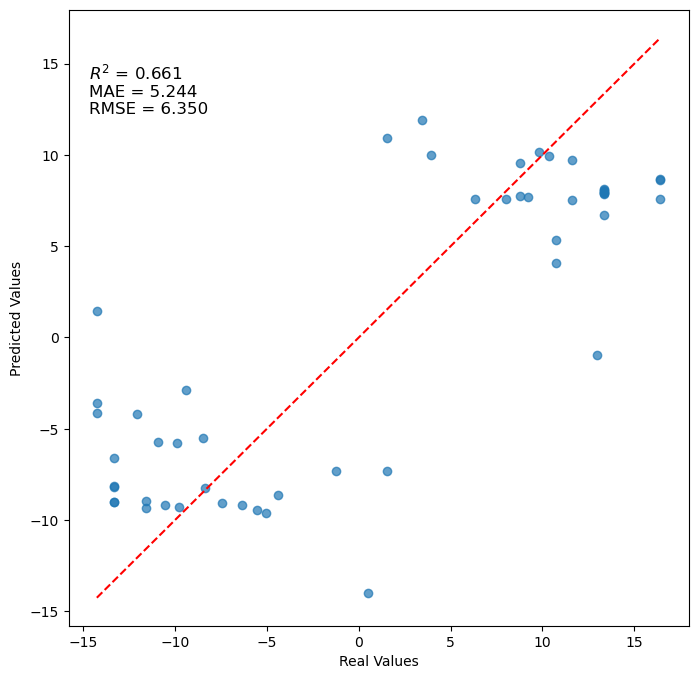 R² = 0.661
MAE = 5.244
RMSE = 6.350
15
10
5
0
−5
−10
−15
Predicted Values
−15 −10 −5 0 5 10 15
Real Values